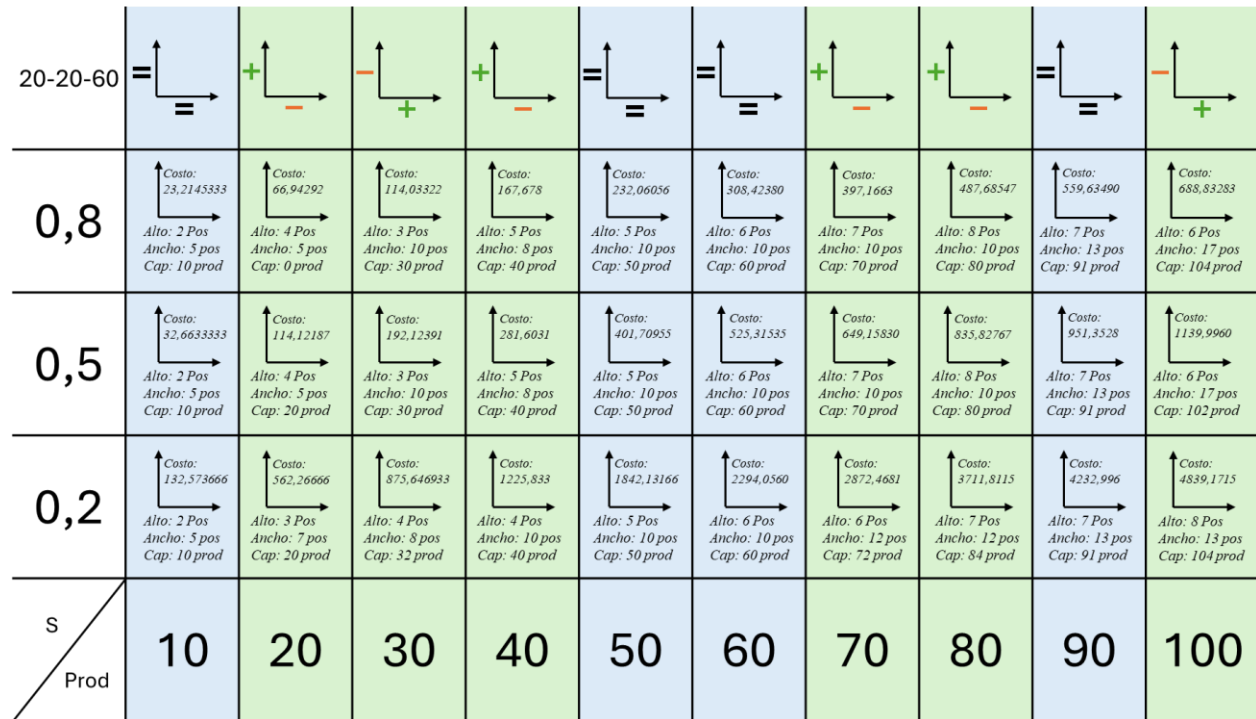 20-20-60
= + − + = = + + = −
= − + − = = − − = +
0,8
Costo: 23,2145333
Alto: 2 Pos
Ancho: 5 pos
Cap: 10 prod
Costo: 66,94292
Alto: 4 Pos
Ancho: 5 pos
Cap: 0 prod
Costo: 114,03322
Alto: 3 Pos
Ancho: 10 pos
Cap: 30 prod
Costo: 167,678
Alto: 5 Pos
Ancho: 8 pos
Cap: 40 prod
Costo: 232,06056
Alto: 5 Pos
Ancho: 10 pos
Cap: 50 prod
Costo: 308,42380
Alto: 6 Pos
Ancho: 10 pos
Cap: 60 prod
Costo: 397,1663
Alto: 7 Pos
Ancho: 10 pos
Cap: 70 prod
Costo: 487,68547
Alto: 8 Pos
Ancho: 10 pos
Cap: 80 prod
Costo: 559,63490
Alto: 7 Pos
Ancho: 13 pos
Cap: 91 prod
Costo: 688,83283
Alto: 6 Pos
Ancho: 17 pos
Cap: 104 prod
0,5
Costo: 32,6633333
Alto: 2 Pos
Ancho: 5 pos
Cap: 10 prod
Costo: 114,12187
Alto: 4 Pos
Ancho: 5 pos
Cap: 20 prod
Costo: 192,12391
Alto: 3 Pos
Ancho: 10 pos
Cap: 30 prod
Costo: 281,6031
Alto: 5 Pos
Ancho: 8 pos
Cap: 40 prod
Costo: 401,70955
Alto: 5 Pos
Ancho: 10 pos
Cap: 50 prod
Costo: 525,31535
Alto: 6 Pos
Ancho: 10 pos
Cap: 60 prod
Costo: 649,15830
Alto: 7 Pos
Ancho: 10 pos
Cap: 70 prod
Costo: 835,82767
Alto: 8 Pos
Ancho: 10 pos
Cap: 80 prod
Costo: 951,3528
Alto: 7 Pos
Ancho: 13 pos
Cap: 91 prod
Costo: 1139,9960
Alto: 6 Pos
Ancho: 17 pos
Cap: 102 prod
0,2
Costo: 132,573666
Alto: 2 Pos
Ancho: 5 pos
Cap: 10 prod
Costo: 562,26666
Alto: 3 Pos
Ancho: 7 pos
Cap: 20 prod
Costo: 875,646933
Alto: 4 Pos
Ancho: 8 pos
Cap: 32 prod
Costo: 1225,833
Alto: 4 Pos
Ancho: 10 pos
Cap: 40 prod
Costo: 1842,13166
Alto: 5 Pos
Ancho: 10 pos
Cap: 50 prod
Costo: 2294,0560
Alto: 6 Pos
Ancho: 10 pos
Cap: 60 prod
Costo: 2872,4681
Alto: 6 Pos
Ancho: 12 pos
Cap: 72 prod
Costo: 3711,8115
Alto: 7 Pos
Ancho: 12 pos
Cap: 84 prod
Costo: 4232,996
Alto: 7 Pos
Ancho: 13 pos
Cap: 91 prod
Costo: 4839,1715
Alto: 8 Pos
Ancho: 13 pos
Cap: 104 prod
S
Prod
10 20 30 40 50 60 70 80 90 100